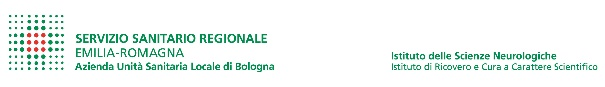 SERVIZIO SANITARIO REGIONALE
EMILIA-ROMAGNA
Azienda Unità Sanitaria Locale di Bologna
Istituto delle Scienze Neurologiche
Istituto di Ricovero e Cura a Carattere Scientifico